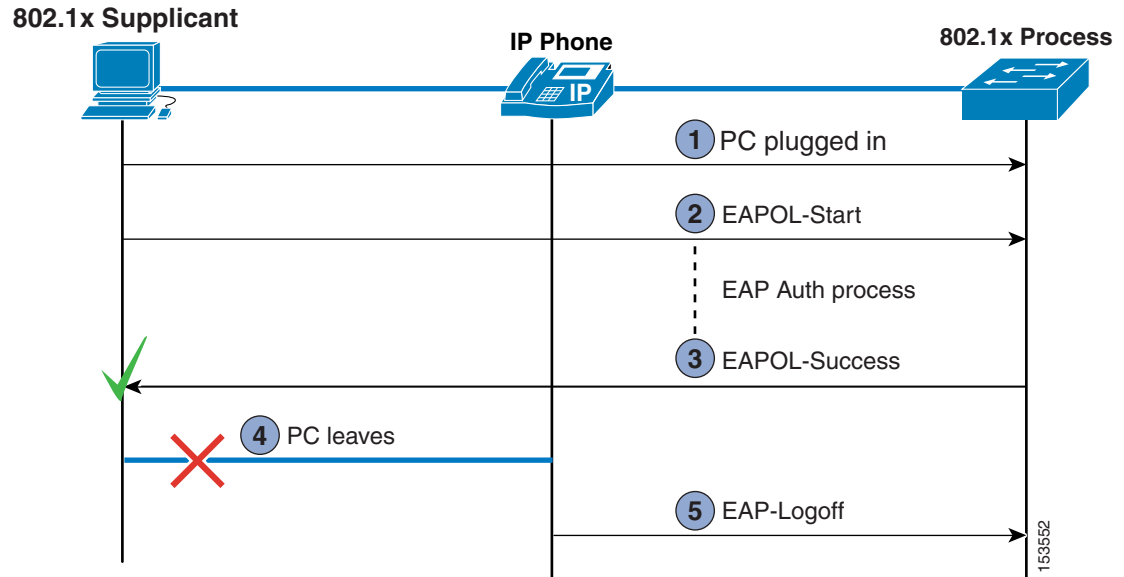 802.1x Supplicant
IP Phone
802.1x Process
IP
1 PC plugged in
2 EAPOL-Start
EAP Auth process
3 EAPOL-Success
4 PC leaves
5 EAP-Logoff
153552